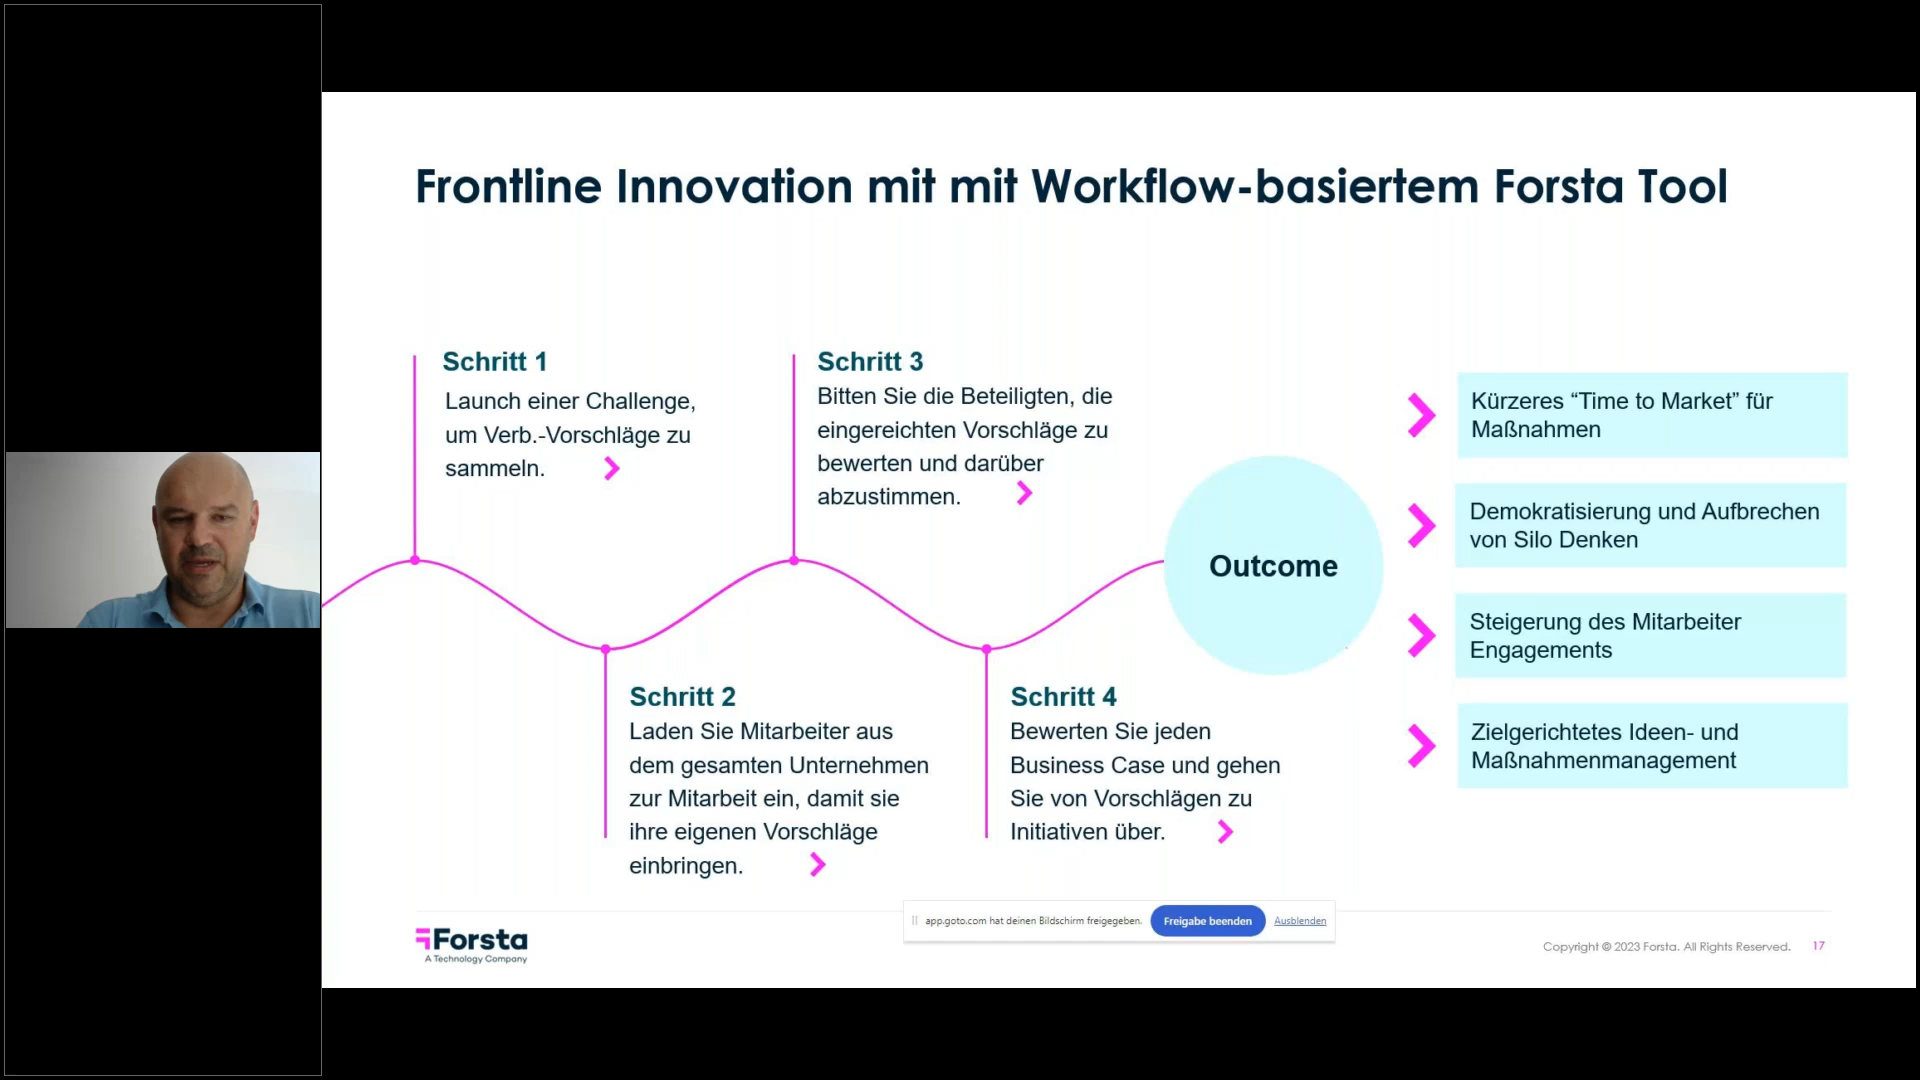 Frontline Innovation mit mit Workflow-basiertem Forsta Tool
Schritt 1
Launch einer Challenge,
um Verb.-Vorschläge zu
sammeln.
Schritt 2
Laden Sie Mitarbeiter aus
dem gesamten Unternehmen
zur Mitarbeit ein, damit sie
ihre eigenen Vorschläge
einbringen.
Schritt 3
Bitten Sie die Beteiligten, die
eingereichten Vorschläge zu
bewerten und darüber
abzustimmen.
Schritt 4
Bewerten Sie jeden
Business Case und gehen
Sie von Vorschlägen zu
Initiativen über.
Outcome
Kürzeres “Time to Market” für
Maßnahmen
Demokratisierung und Aufbrechen
von Silo Denken
Steigerung des Mitarbeiter
Engagements
Zielgerichtetes Ideen- und
Maßnahmenmanagement
app.goto.com hat deinen Bildschirm freigegeben. Freigabe beenden Ausblenden
Forsta
A Technology Company
Copyright © 2023 Forsta. All Rights Reserved. 17